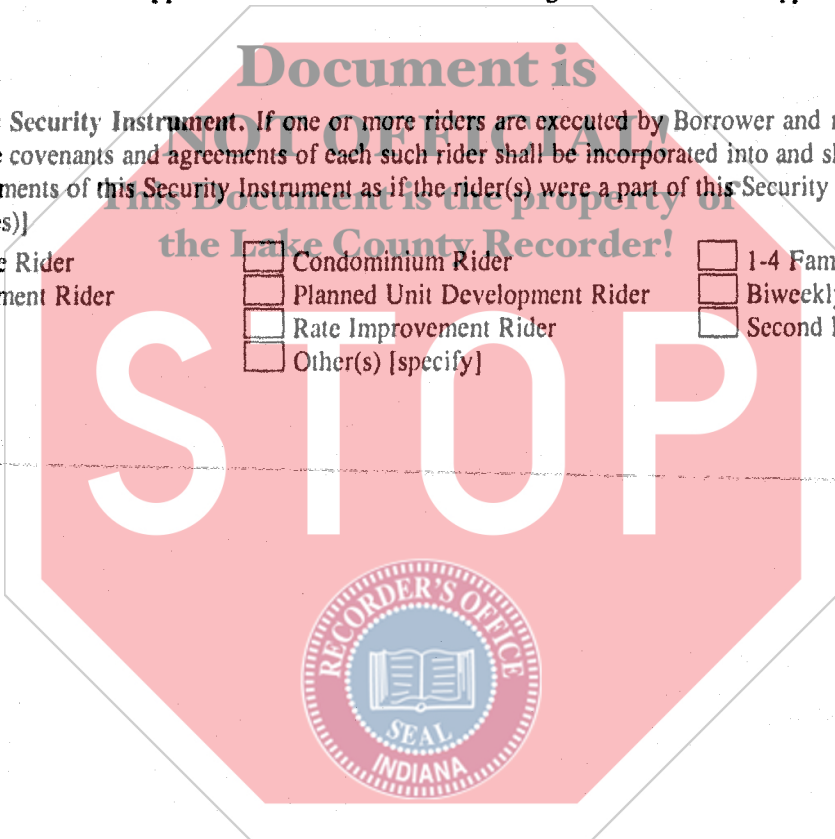 Document is
NOT OFFICIAL!
This Document is the property of
the Lake County Recorder!
Security Instrument. If one or more riders are executed by Borrower and
covenants and agreements of each such rider shall be incorporated into and
ments of this Security Instrument as if the rider(s) were a part of this Security
s)]
Rider Condominium Rider 1-4 Fam
ment Rider Planned Unit Development Rider Biweekly
Rate Improvement Rider Second
Other(s) [specify]
STOP
RECORDER'S OFFICE
SEAL
INDIANA